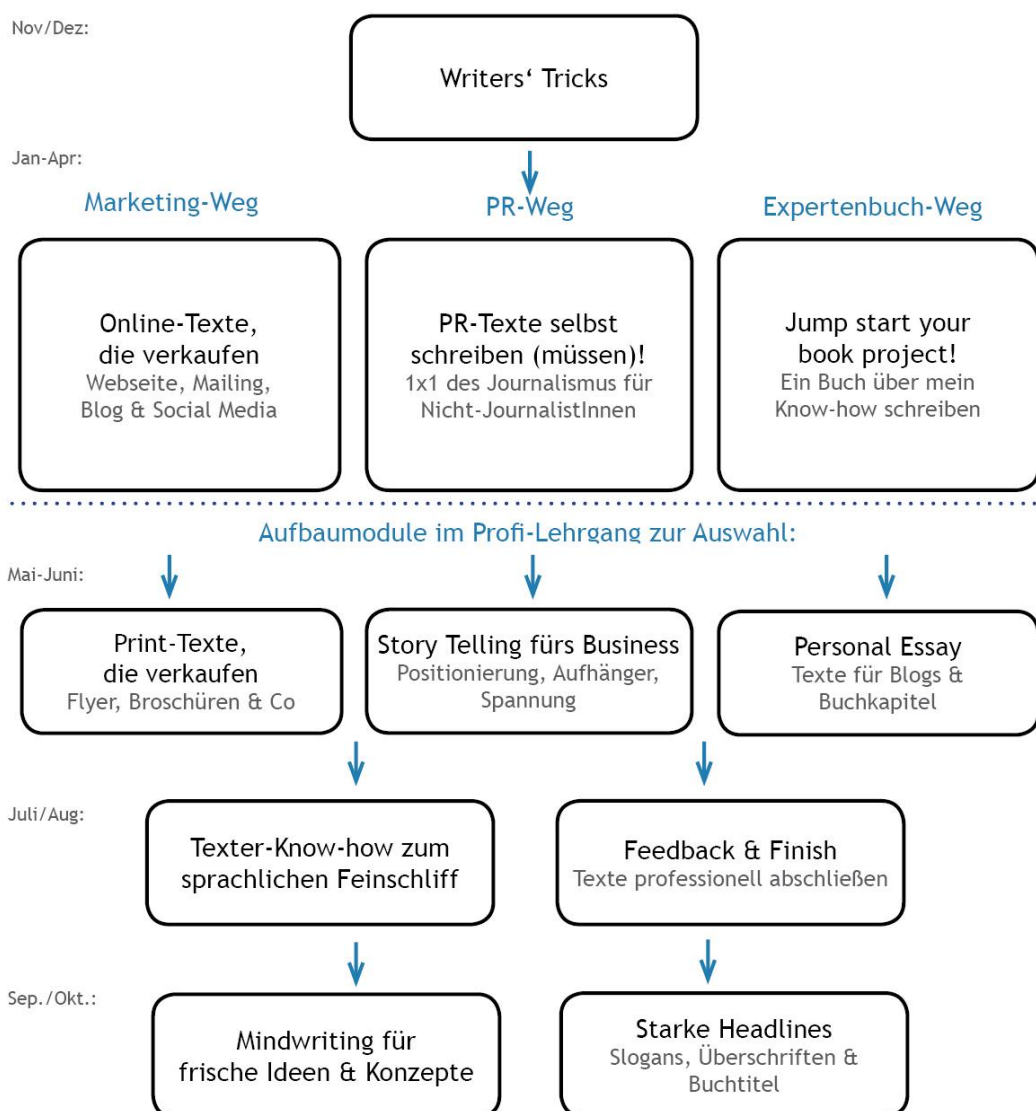 Nov/Dez:
Writers‘ Tricks
Jan-Apr:
Marketing-Weg
PR-Weg
Expertenbuch-Weg
Online-Texte,
die verkaufen
Webseite, Mailing,
Blog & Social Media
PR-Texte selbst
schreiben (müssen)!
1x1 des Journalismus für
Nicht-JournalistInnen
Jump start your
book project!
Ein Buch über mein
Know-how schreiben
Aufbaumodule im Profi-Lehrgang zur Auswahl:
Mai-Juni:
Print-Texte,
die verkaufen
Flyer, Broschüren & Co
Story Telling fürs Business
Positionierung, Aufhänger,
Spannung
Personal Essay
Texte für Blogs &
Buchkapitel
Juli/Aug:
Texter-Know-how zum
sprachlichen Feinschliff
Feedback & Finish
Texte professionell abschließen
Sep./Okt.:
Mindwriting für
frische Ideen & Konzepte
Starke Headlines
Slogans, Überschriften &
Buchtitel